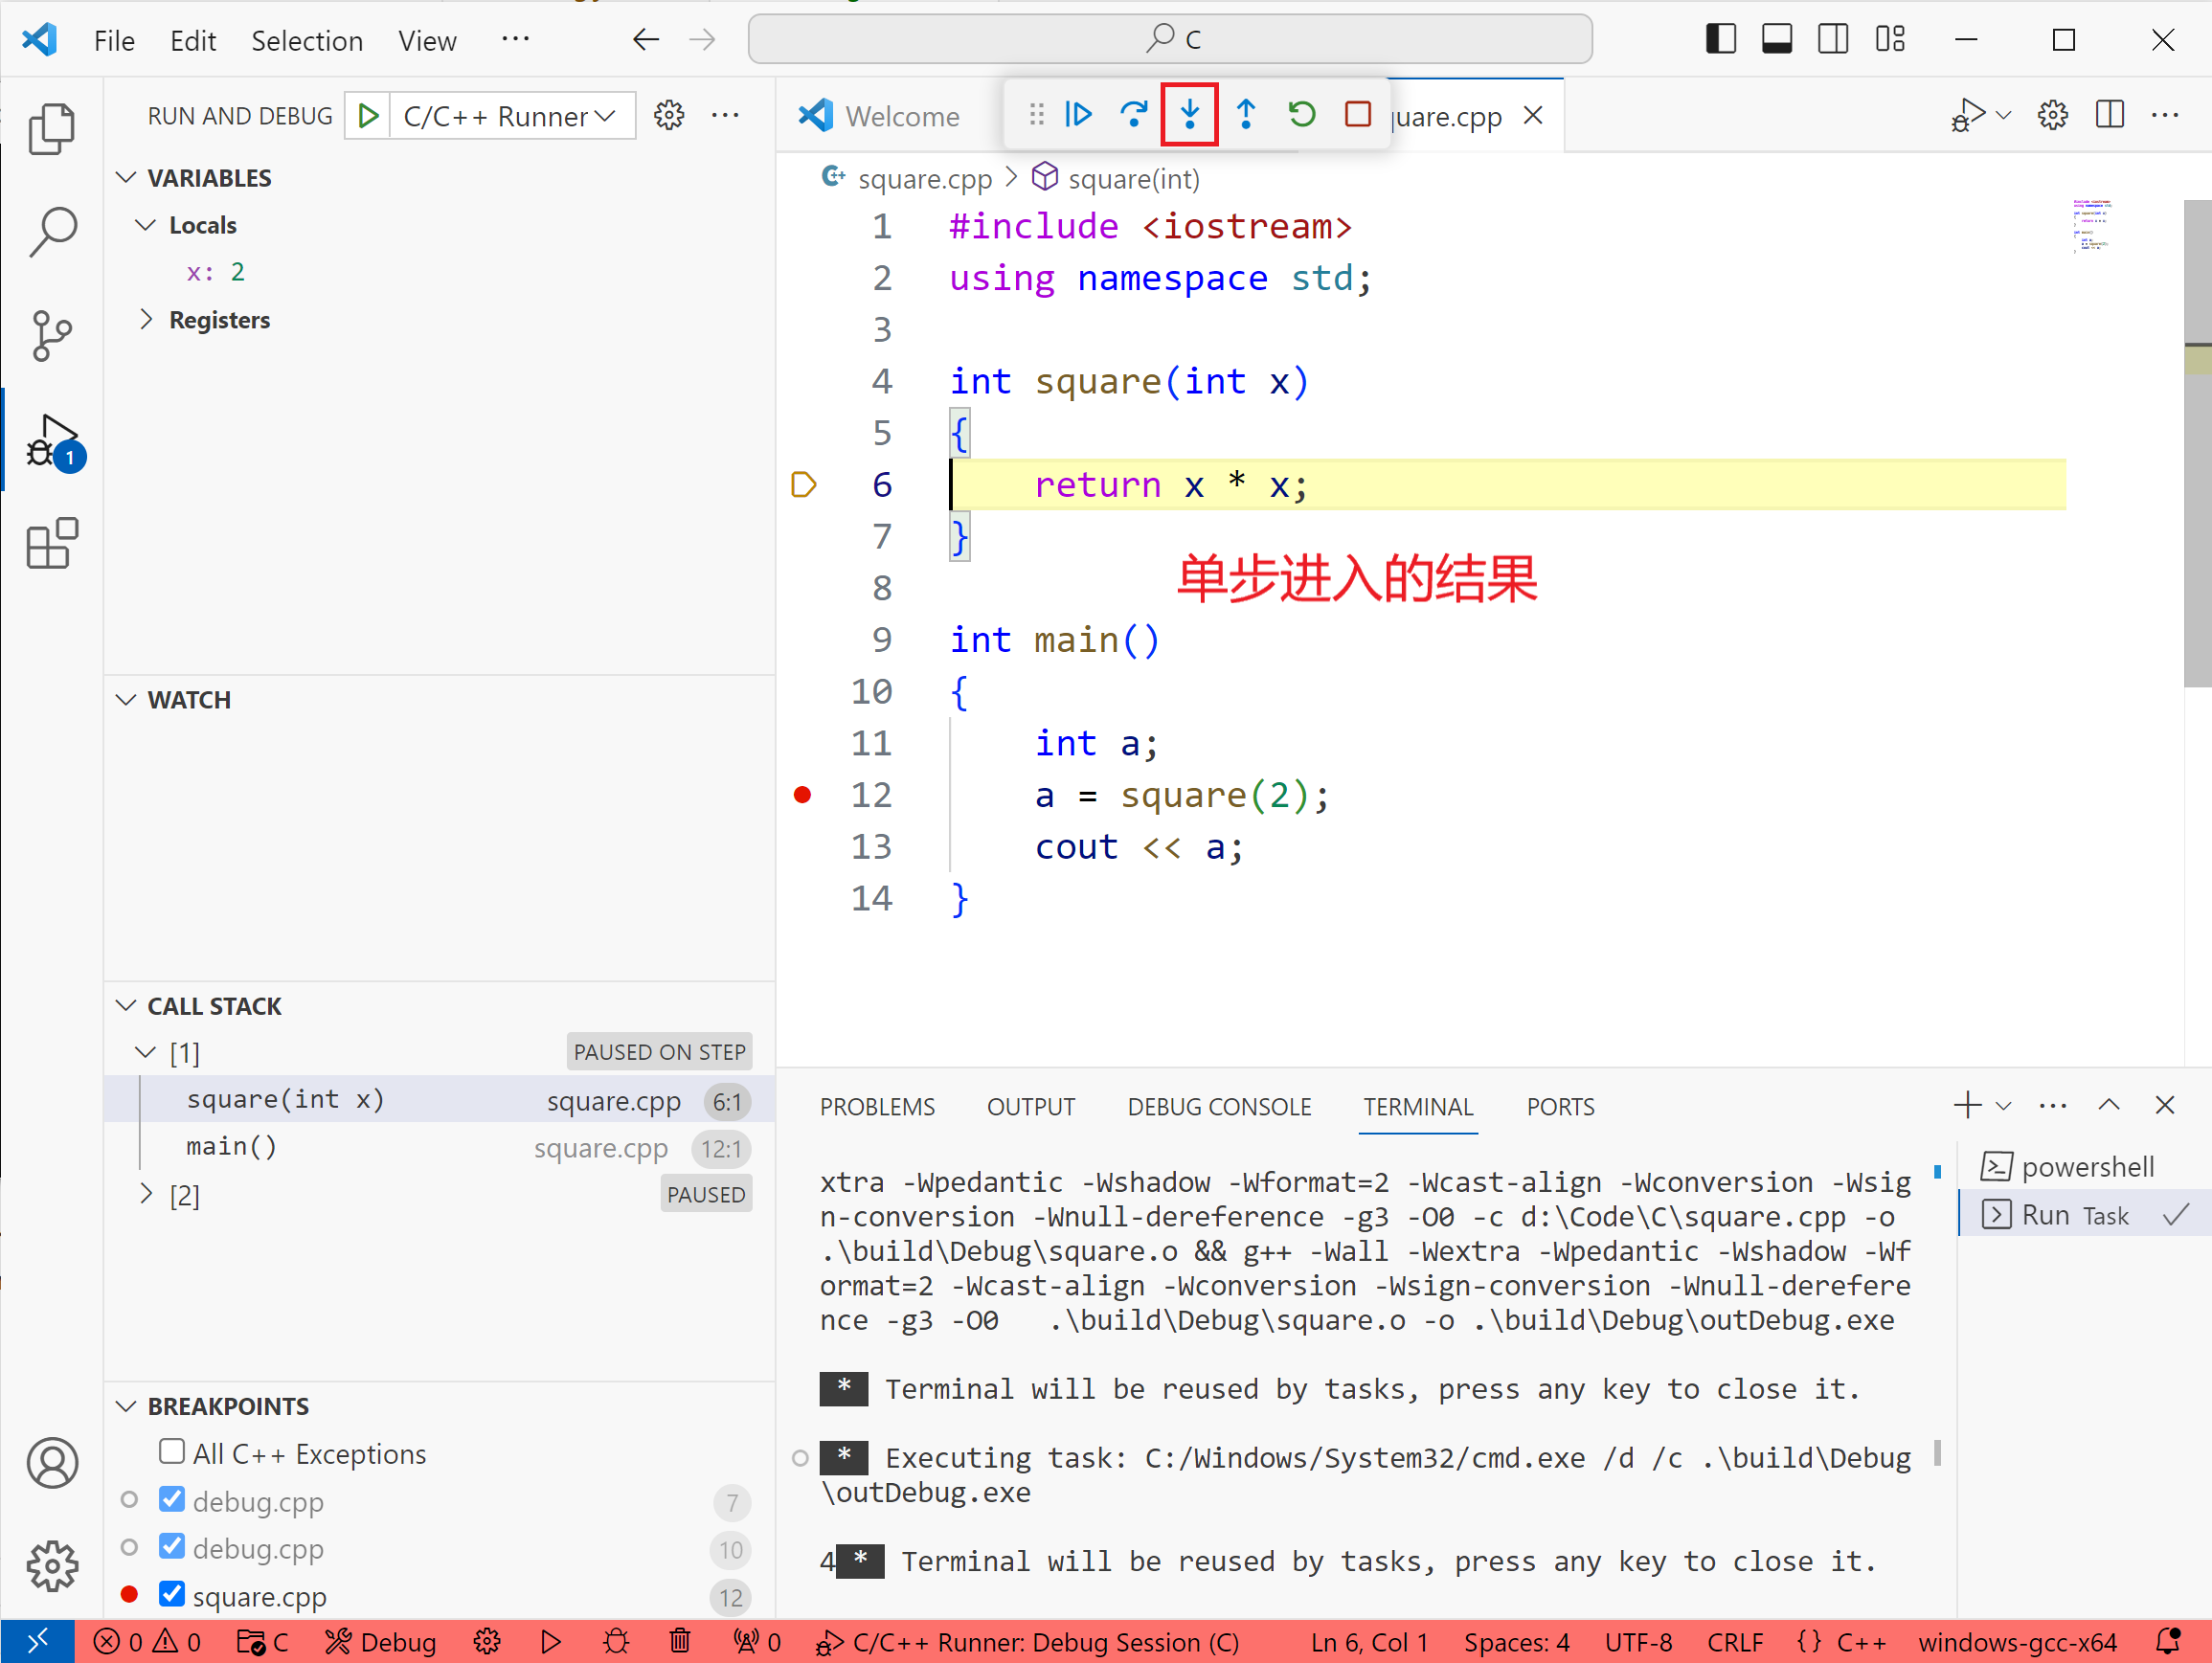 File Edit Selection View ··· C
RUN AND DEBUG C/C++ Runner
VARIABLES
Locals
x: 2
Registers
WATCH
CALL STACK
[1] PAUSED ON STEP
square(int x) square.cpp 6:1
main() square.cpp 12:1
[2] PAUSED
BREAKPOINTS
All C++ Exceptions
debug.cpp 7
debug.cpp 10
square.cpp 12
1
Welcome uare.cpp
square.cpp > square(int)
1 #include <iostream>
2 using namespace std;
3
4 int square(int x)
5 {
6 return x * x;
7 }
单步进入的结果
8
9 int main()
10 {
11 int a;
12 a = square(2);
13 cout << a;
14 }
PROBLEMS OUTPUT DEBUG CONSOLE TERMINAL PORTS
xtra -Wpedantic -Wshadow -Wformat=2 -Wcast-align -Wconversion -Wsig
n-conversion -Wnull-dereference -g3 -O0 -c d:\Code\C\square.cpp -o
.\build\Debug\square.o && g++ -Wall -Wextra -Wpedantic -Wshadow -Wf
ormat=2 -Wcast-align -Wconversion -Wsign-conversion -Wnull-derefere
nce -g3 -O0 .\build\Debug\square.o -o .\build\Debug\outDebug.exe
* Terminal will be reused by tasks, press any key to close it.
* Executing task: C:/Windows/System32/cmd.exe /d /c .\build\Debug
\outDebug.exe
4 * Terminal will be reused by tasks, press any key to close it.
powershell
Run Task
0 0 C Debug 0 C/C++ Runner: Debug Session (C) Ln 6, Col 1 Spaces: 4 UTF-8 CRLF {} C++ windows-gcc-x64